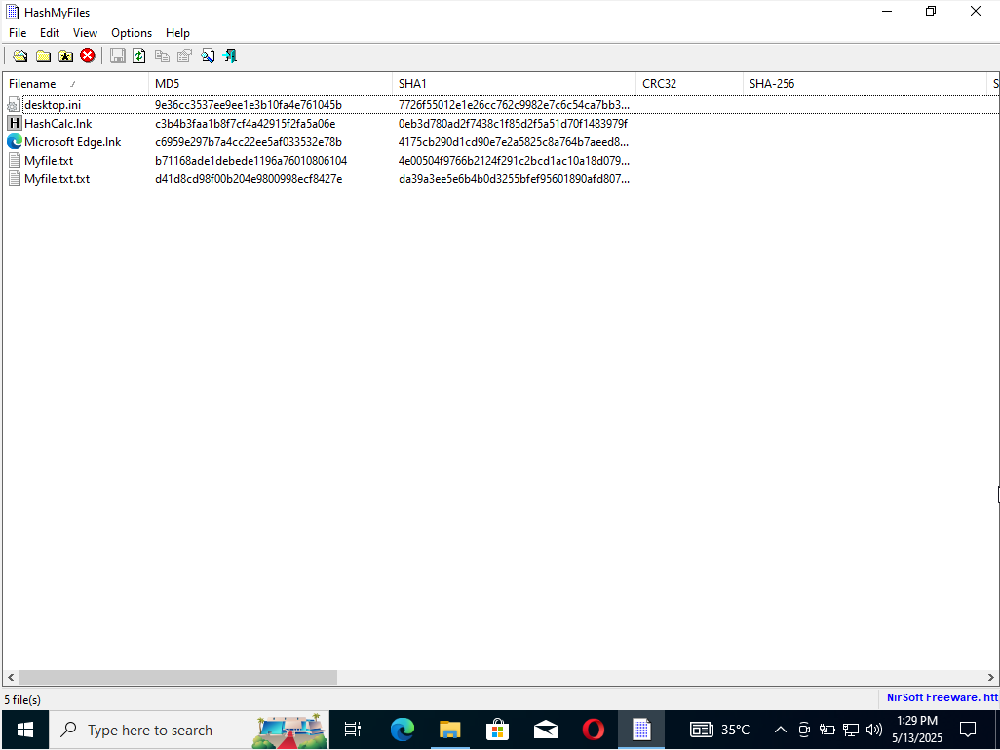 HashMyFiles
File Edit View Options Help
Filename MD5 SHA1 CRC32 SHA-256 S
desktop.ini 9e36cc3537ee9ee1e3b10fa4e761045b 7726f55012e1e26cc762c9982e7c6c54ca7bb3...
HashCalc.lnk c3b4b3faa1b8f7cf4a42915f2fa5a06e 0eb3d780ad2f7438c1f85d2f5a51d70f1483979f
Microsoft Edge.lnk c6959e297b7a4cc22ee5af033532e78b 4175cb290d1cd90e7e2a5825c8a764b7aeed8...
Myfile.txt b71168ade1debede1196a76010806104 4e00504f9766b2124f291c2bcd1ac10a18d079...
Myfile.txt.txt d41d8cd98f00b204e9800998ecf8427e da39a3ee5e6b4b0d3255bfef95601890afd807...
5 file(s) NirSoft Freeware. htt
Type here to search 35°C 1:29 PM
5/13/2025